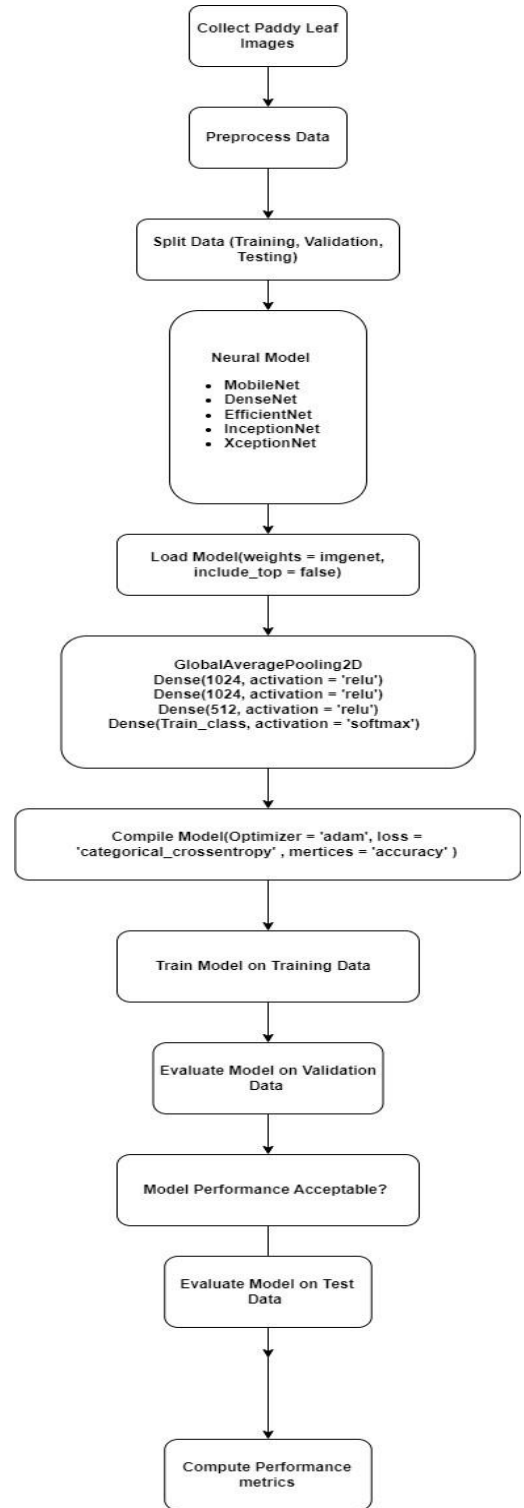 Collect Paddy Leaf
Images
Preprocess Data
Split Data (Training, Validation,
Testing)
Neural Model
• MobileNet
• DenseNet
• EfficientNet
• InceptionNet
• XceptionNet
Load Model(weights = imgenet,
include_top = false)
GlobalAveragePooling2D
Dense(1024, activation = 'relu')
Dense(1024, activation = 'relu')
Dense(512, activation = 'relu')
Dense(Train_class, activation = 'softmax')
Compile Model(Optimizer = 'adam', loss =
'categorical_crossentropy' , mertices = 'accuracy' )
Train Model on Training Data
Evaluate Model on Validation
Data
Model Performance Acceptable?
Evaluate Model on Test
Data
Compute Performance
metrics